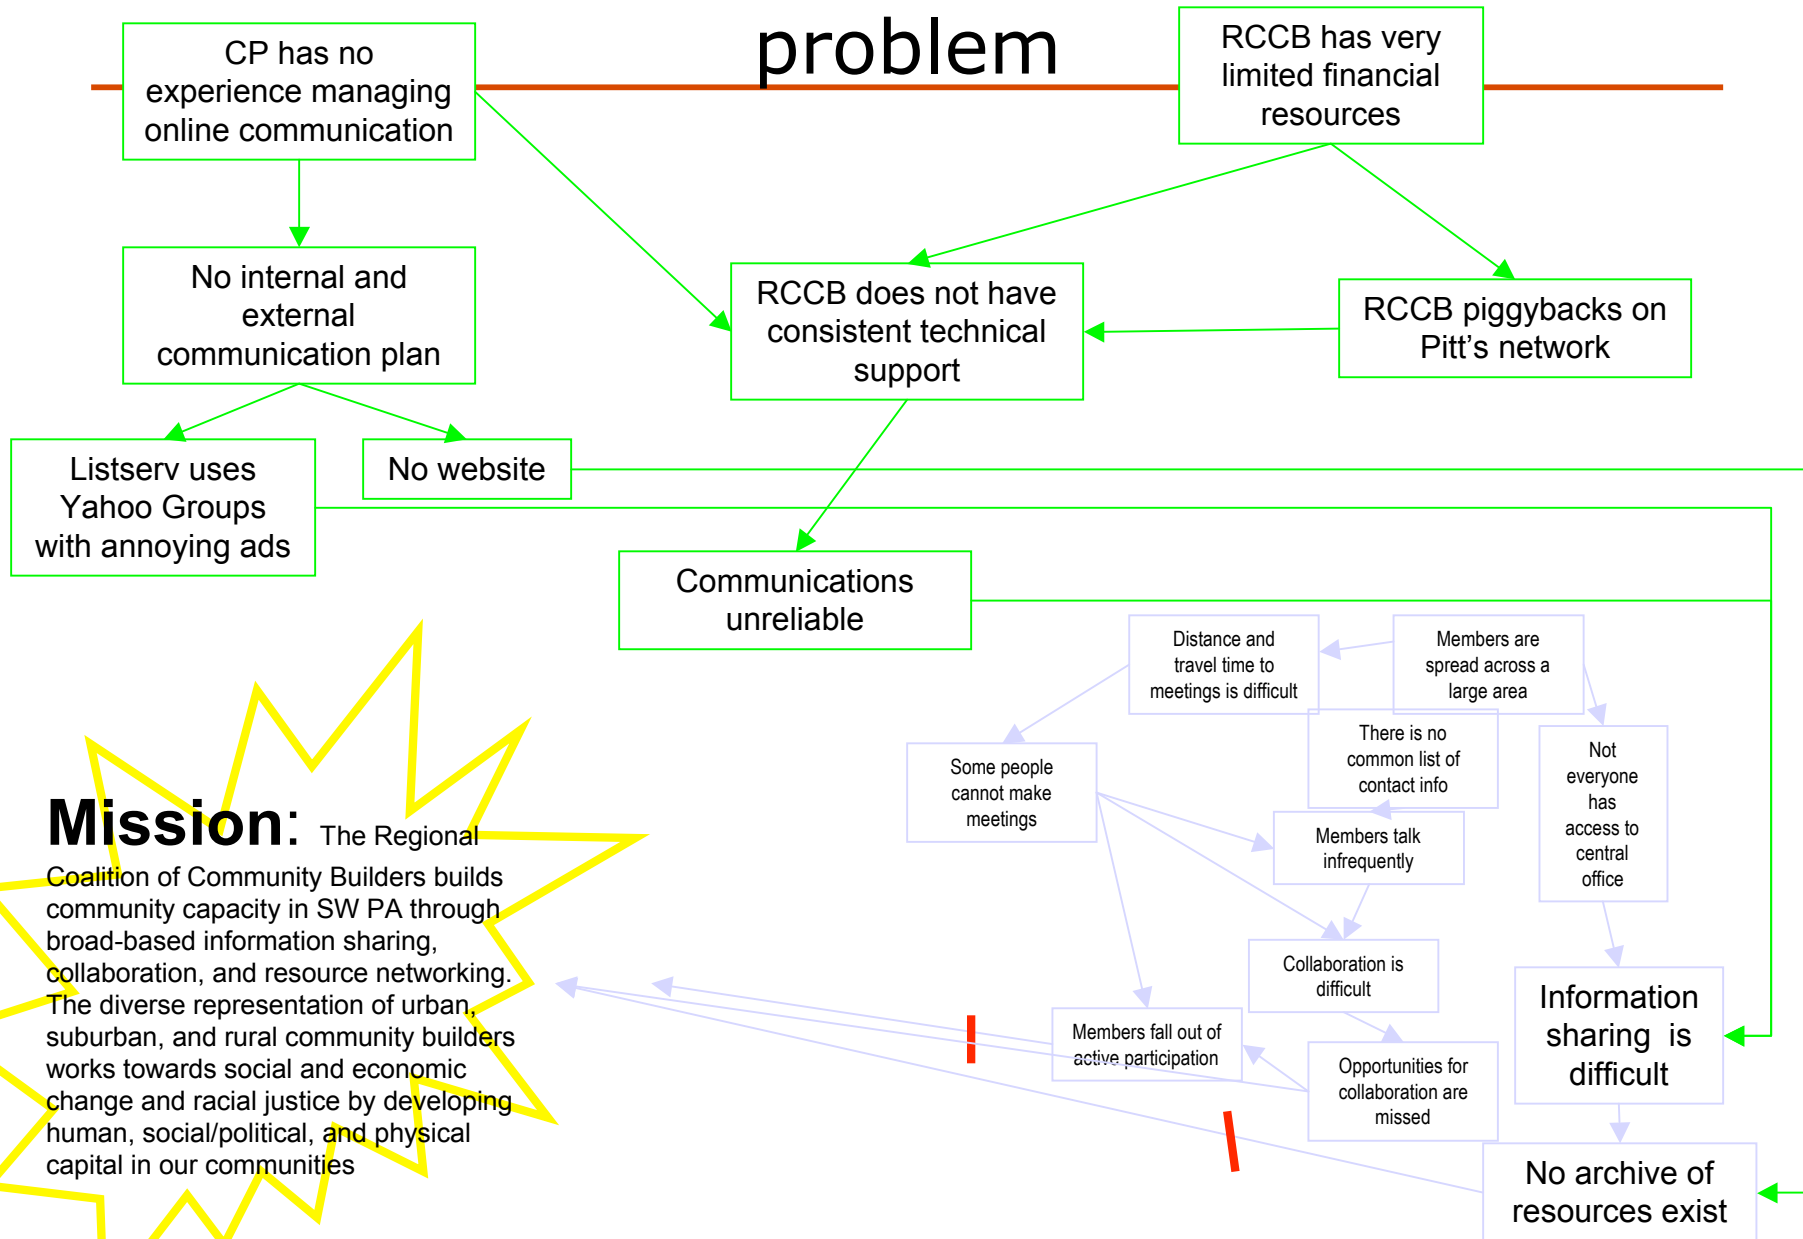 problem
CP has no
experience managing
online communication
RCCB has very
limited financial
resources
No internal and
external
communication plan
RCCB does not have
consistent technical
support
RCCB piggybacks on
Pitt's network
Listserv uses
Yahoo Groups
with annoying ads
No website
Communications
unreliable
Distance and
travel time to
meetings is difficult
Members are
spread across a
large area
There is no
common list of
contact info
Some people
cannot make
meetings
Not
everyone
has
access to
central
office
Members talk
infrequently
Collaboration is
difficult
Members fall out of
active participation
Opportunities for
collaboration are
missed
Information
sharing is
difficult
No archive of
resources exist
Mission: The Regional
Coalition of Community Builders builds
community capacity in SW PA through
broad-based information sharing,
collaboration, and resource networking.
The diverse representation of urban,
suburban, and rural community builders
works towards social and economic
change and racial justice by developing
human, social/political, and physical
capital in our communities